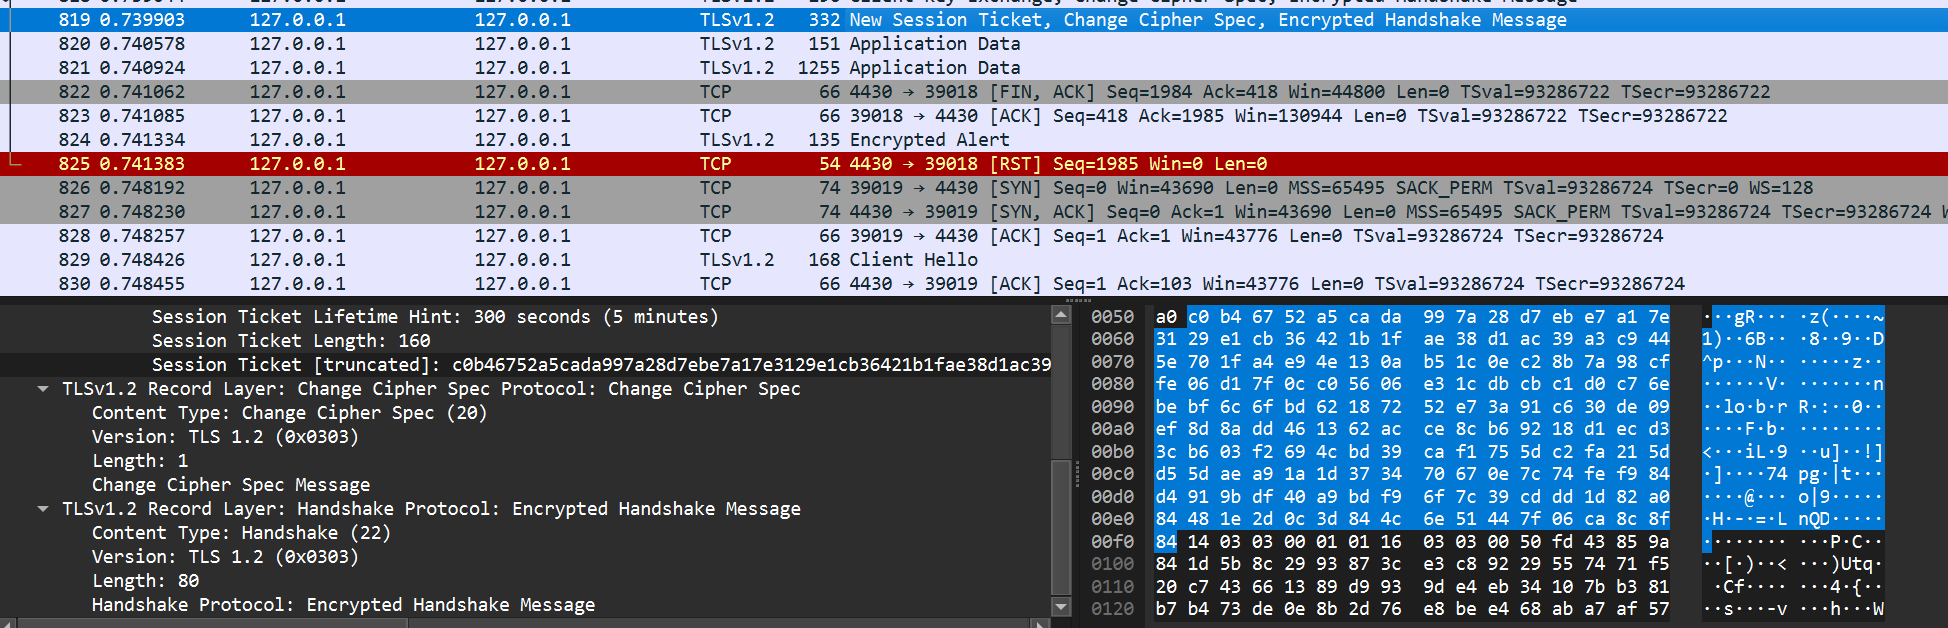 819 0.739903 127.0.0.1 127.0.0.1 TLSv1.2 332 New Session Ticket, Change Cipher Spec, Encrypted Handshake Message
820 0.740578 127.0.0.1 127.0.0.1 TLSv1.2 151 Application Data
821 0.740924 127.0.0.1 127.0.0.1 TLSv1.2 1255 Application Data
822 0.741062 127.0.0.1 127.0.0.1 TCP 66 4430 → 39018 [FIN, ACK] Seq=1984 Ack=418 Win=44800 Len=0 TSval=93286722 TSecr=93286722
823 0.741085 127.0.0.1 127.0.0.1 TCP 66 39018 → 4430 [ACK] Seq=418 Ack=1985 Win=130944 Len=0 TSval=93286722 TSecr=93286722
824 0.741334 127.0.0.1 127.0.0.1 TLSv1.2 135 Encrypted Alert
825 0.741383 127.0.0.1 127.0.0.1 TCP 54 4430 → 39018 [RST] Seq=1985 Win=0 Len=0
826 0.748192 127.0.0.1 127.0.0.1 TCP 74 39019 → 4430 [SYN] Seq=0 Win=43690 Len=0 MSS=65495 SACK_PERM TSval=93286724 TSecr=0 WS=128
827 0.748230 127.0.0.1 127.0.0.1 TCP 74 4430 → 39019 [SYN, ACK] Seq=0 Ack=1 Win=43690 Len=0 MSS=65495 SACK_PERM TSval=93286724 TSecr=93286724
828 0.748257 127.0.0.1 127.0.0.1 TCP 66 39019 → 4430 [ACK] Seq=1 Ack=1 Win=43776 Len=0 TSval=93286724 TSecr=93286724
829 0.748426 127.0.0.1 127.0.0.1 TLSv1.2 168 Client Hello
830 0.748455 127.0.0.1 127.0.0.1 TCP 66 4430 → 39019 [ACK] Seq=1 Ack=103 Win=43776 Len=0 TSval=93286724 TSecr=93286724
Session Ticket Lifetime Hint: 300 seconds (5 minutes)
Session Ticket Length: 160
Session Ticket [truncated]: c0b46752a5cada997a28d7ebe7a17e3129e1cb36421b1fae38d1ac39
TLSv1.2 Record Layer: Change Cipher Spec Protocol: Change Cipher Spec
Content Type: Change Cipher Spec (20)
Version: TLS 1.2 (0x0303)
Length: 1
Change Cipher Spec Message
TLSv1.2 Record Layer: Handshake Protocol: Encrypted Handshake Message
Content Type: Handshake (22)
Version: TLS 1.2 (0x0303)
Length: 80
Handshake Protocol: Encrypted Handshake Message
0050 a0 c0 b4 67 52 a5 ca da 99 7a 28 d7 eb e7 a1 7e ··gR···· z(····~
0060 31 29 e1 cb 36 42 1b 1f ae 38 d1 ac 39 a3 c9 44 1)··6B·· ·8··9··D
0070 5e 70 1f a4 e9 4e 13 0a b5 1c 0e c2 8b 7a 98 cf ^p···N·· ·····z··
0080 fe 06 d1 7f 0c c0 56 06 e3 1c db cb c1 d0 c7 6e ······V· ·······n
0090 be bf 6c 6f bd 62 18 72 52 e7 3a 91 c6 30 de 09 ··lo·b·r R·:··0··
00a0 ef 8d 8a dd 46 13 62 ac ce 8c b6 92 18 d1 ec d3 ····F·b· ········
00b0 3c b6 03 f2 69 4c bd 39 ca f1 75 5d c2 fa 21 5d <···iL·9 ··u]··!]
00c0 d5 5d ae a9 1a 1d 37 34 70 67 0e 7c 74 fe f9 84 ·]····74 pg·|t···
00d0 d4 91 9b df 40 a9 bd f9 6f 7c 39 cd dd 1d 82 a0 ····@··· o|9·····
00e0 84 48 1e 2d 0c 3d 84 4c 6e 51 44 7f 06 ca 8c 8f ·H·-·=·L nQD·····
00f0 84 14 03 03 00 01 01 16 03 03 00 50 fd 43 85 9a ········ ···P·C··
0100 84 1d 5b 8c 29 93 87 3c e3 c8 92 29 55 74 71 f5 ··[·)··< ···)Utq·
0110 20 c7 43 66 13 89 d9 93 9d e4 eb 34 10 7b b3 81 ·Cf···· ···4·{··
0120 b7 b4 73 de 0e 8b 2d 76 e8 be e4 68 ab a7 af 57 ··s···-v ···h···W